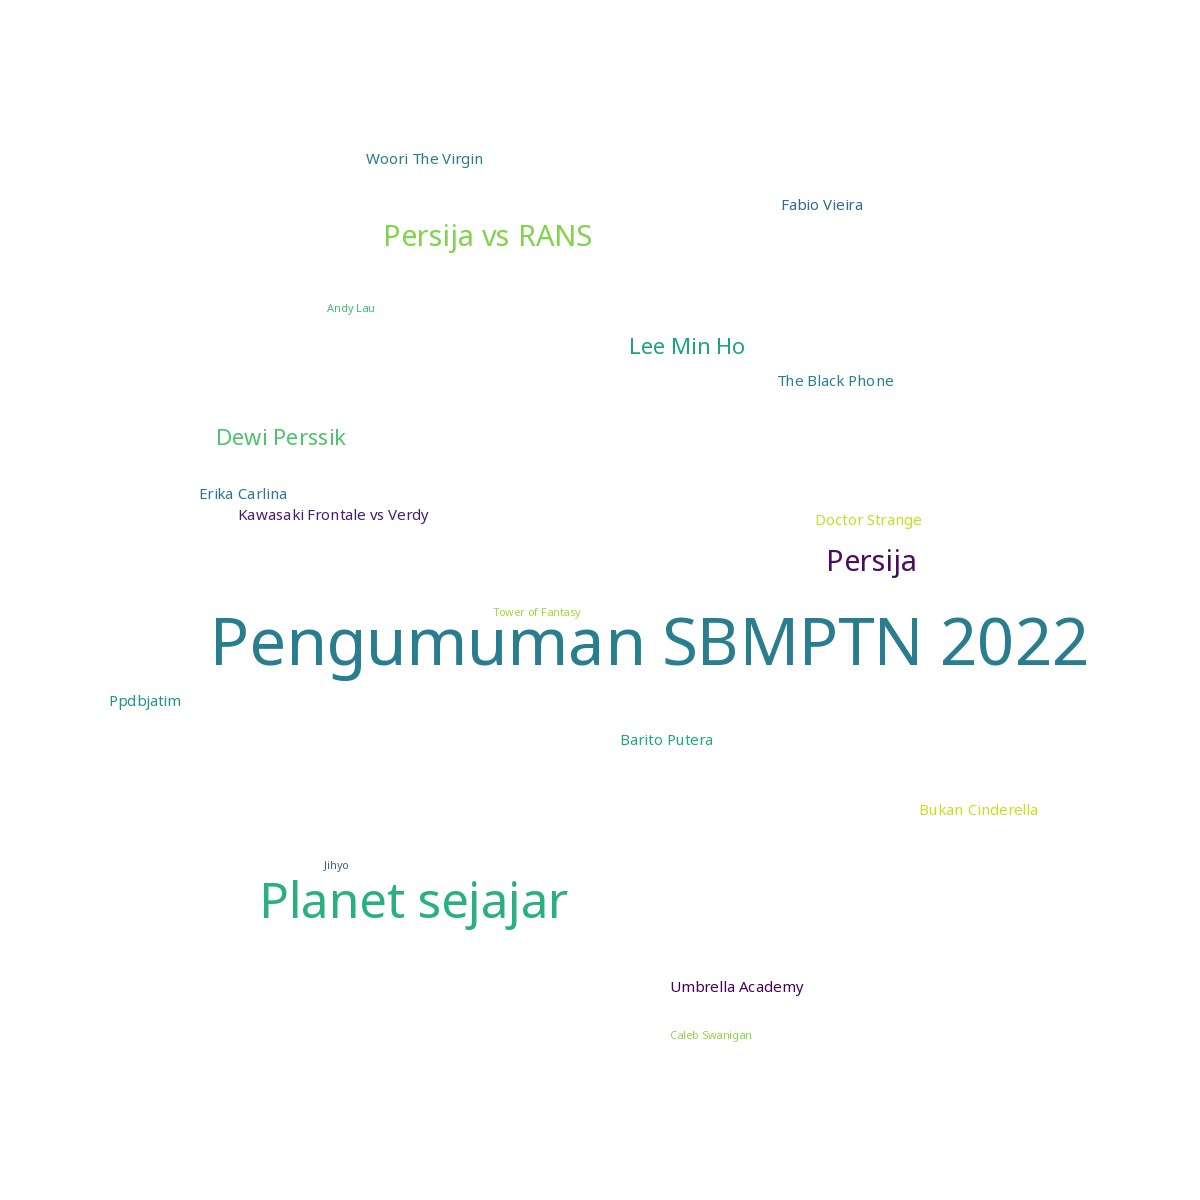 Woori The Virgin
Fabio Vieira
Persija vs RANS
Andy Lau
Lee Min Ho
The Black Phone
Dewi Perssik
Erika Carlina
Kawasaki Frontale vs Verdy
Doctor Strange
Persija
Tower of Fantasy
Pengumuman SBMPTN 2022
Ppdbjatim
Barito Putera
Bukan Cinderella
Jihyo
Planet sejajar
Umbrella Academy
Caleb Swanigan